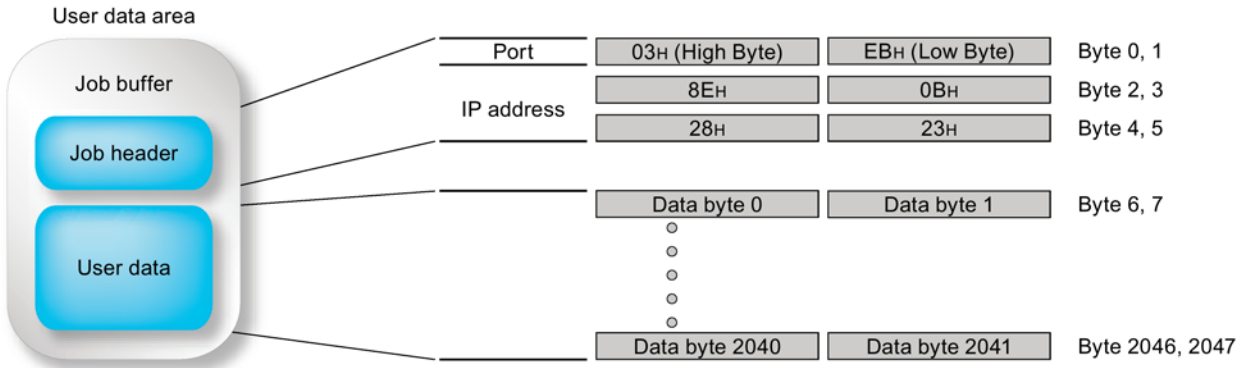 User data area
Job buffer
Job header
User data
Port 03H (High Byte) EBH (Low Byte) Byte 0, 1
IP address
8EH 0BH Byte 2, 3
28H 23H Byte 4, 5
Data byte 0 Data byte 1 Byte 6, 7
Data byte 2040 Data byte 2041 Byte 2046, 2047